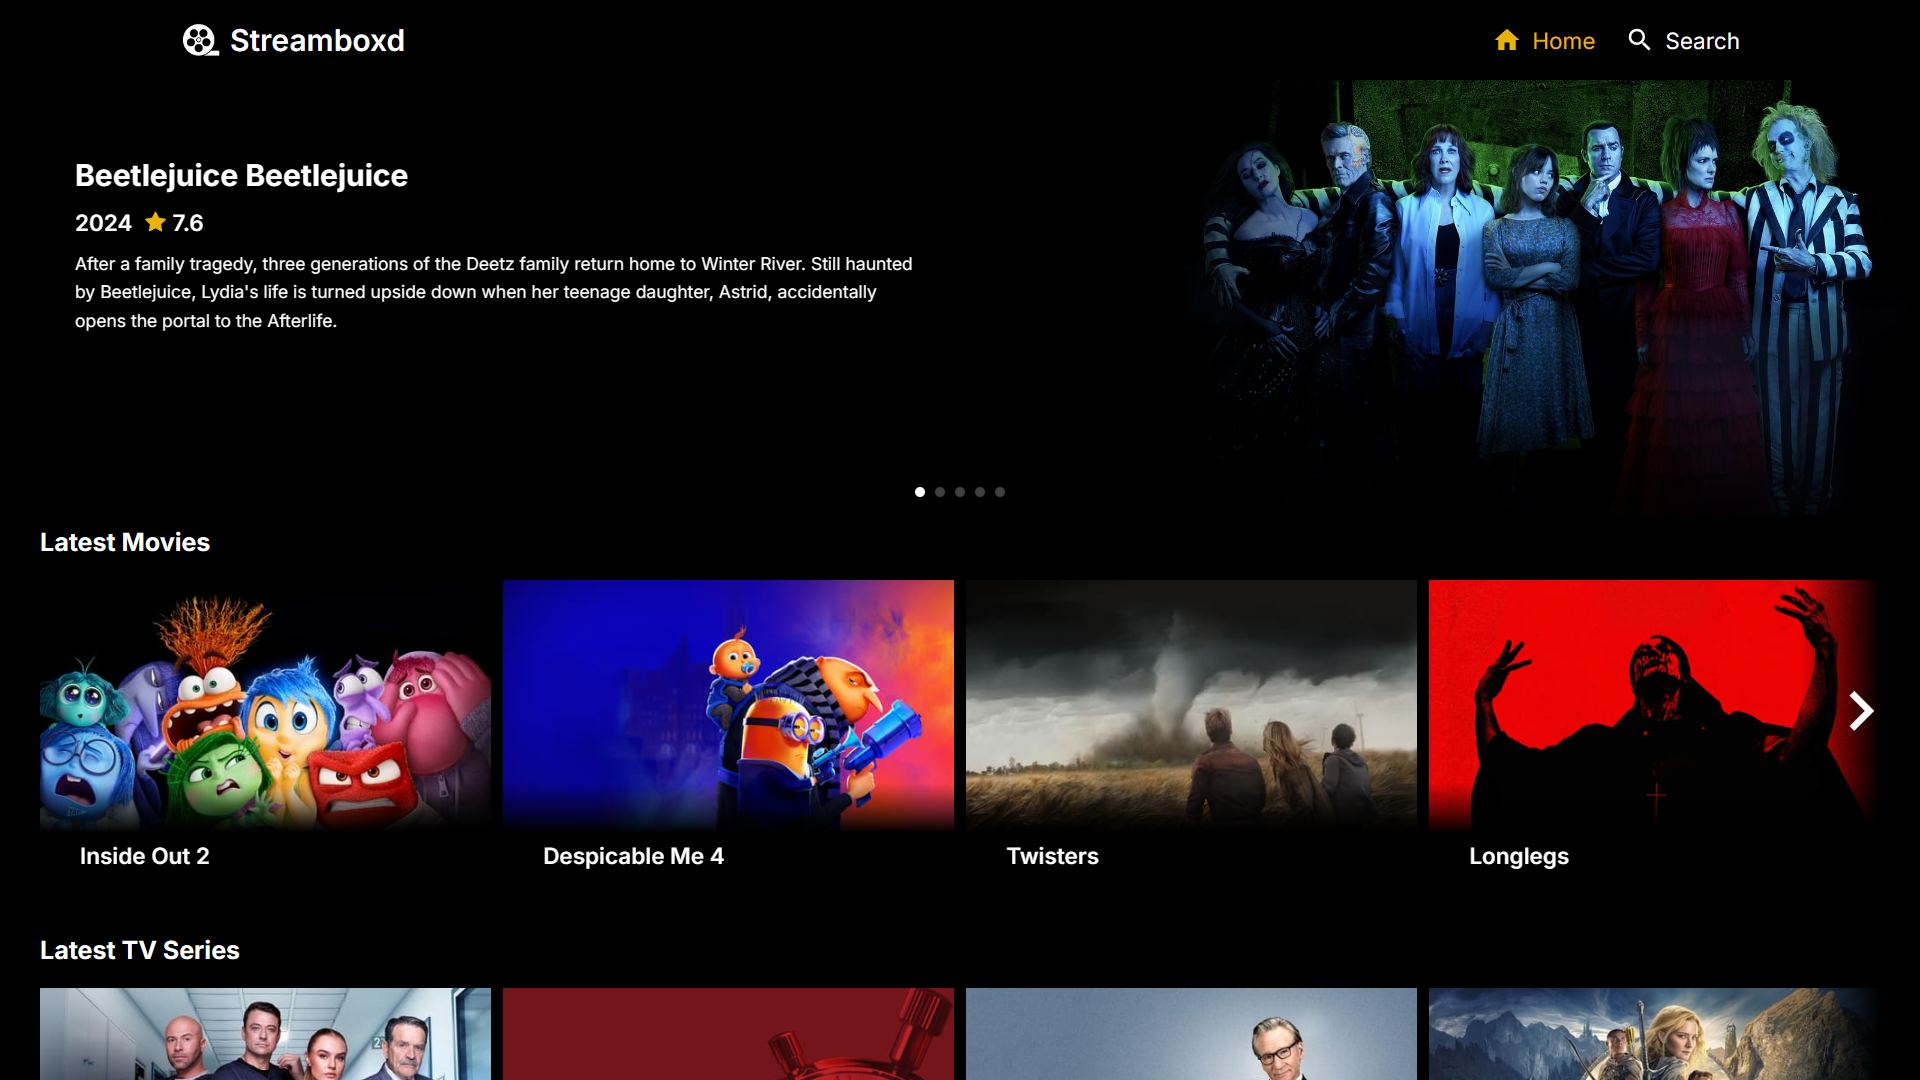 Streamboxd
Home
Search
Beetlejuice Beetlejuice
2024 7.6
After a family tragedy, three generations of the Deetz family return home to Winter River. Still haunted
by Beetlejuice, Lydia's life is turned upside down when her teenage daughter, Astrid, accidentally
opens the portal to the Afterlife.
Latest Movies
Inside Out 2
Despicable Me 4
Twisters
Longlegs
Latest TV Series